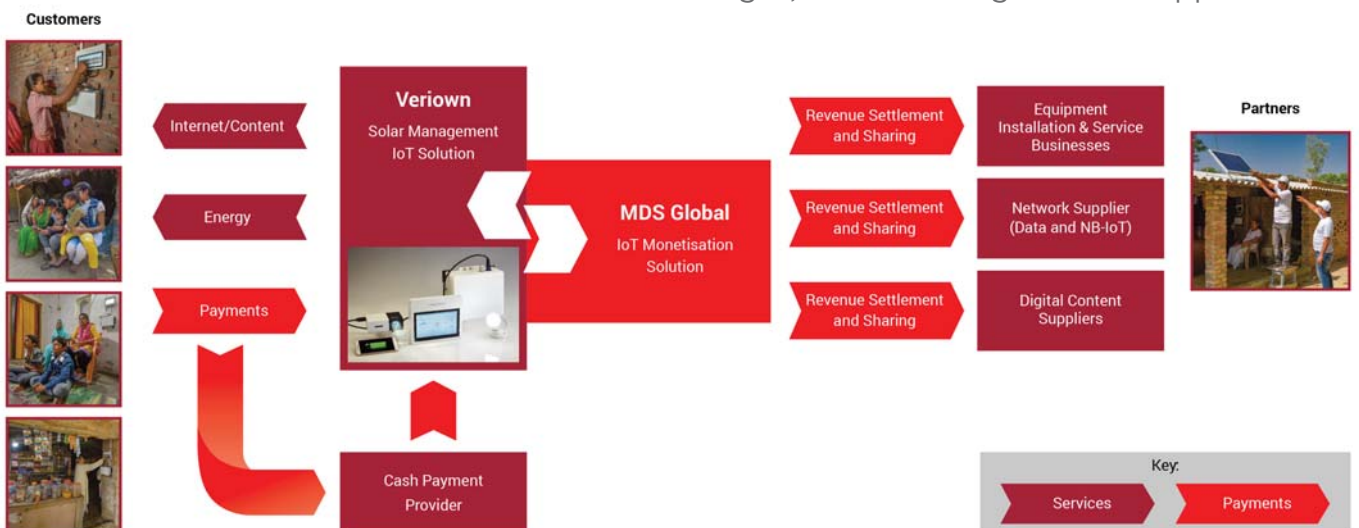 Customers
Internet/Content
Energy
Payments
Veriown
Solar Management
IoT Solution
MDS Global
IoT Monetisation
Solution
Cash Payment
Provider
Revenue Settlement
and Sharing
Revenue Settlement
and Sharing
Revenue Settlement
and Sharing
Equipment
Installation & Service
Businesses
Network Supplier
(Data and NB-IoT)
Digital Content
Suppliers
Partners
Key:
Services
Payments